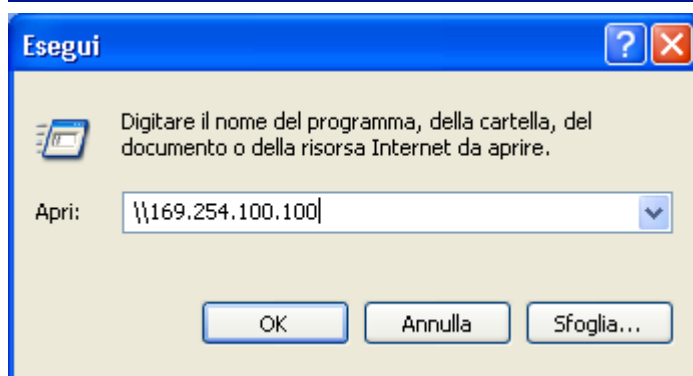 Esegui
Digitare il nome del programma, della cartella, del
documento o della risorsa Internet da aprire.
Apri: \\169.254.100.100
OK Annulla Sfoglia...